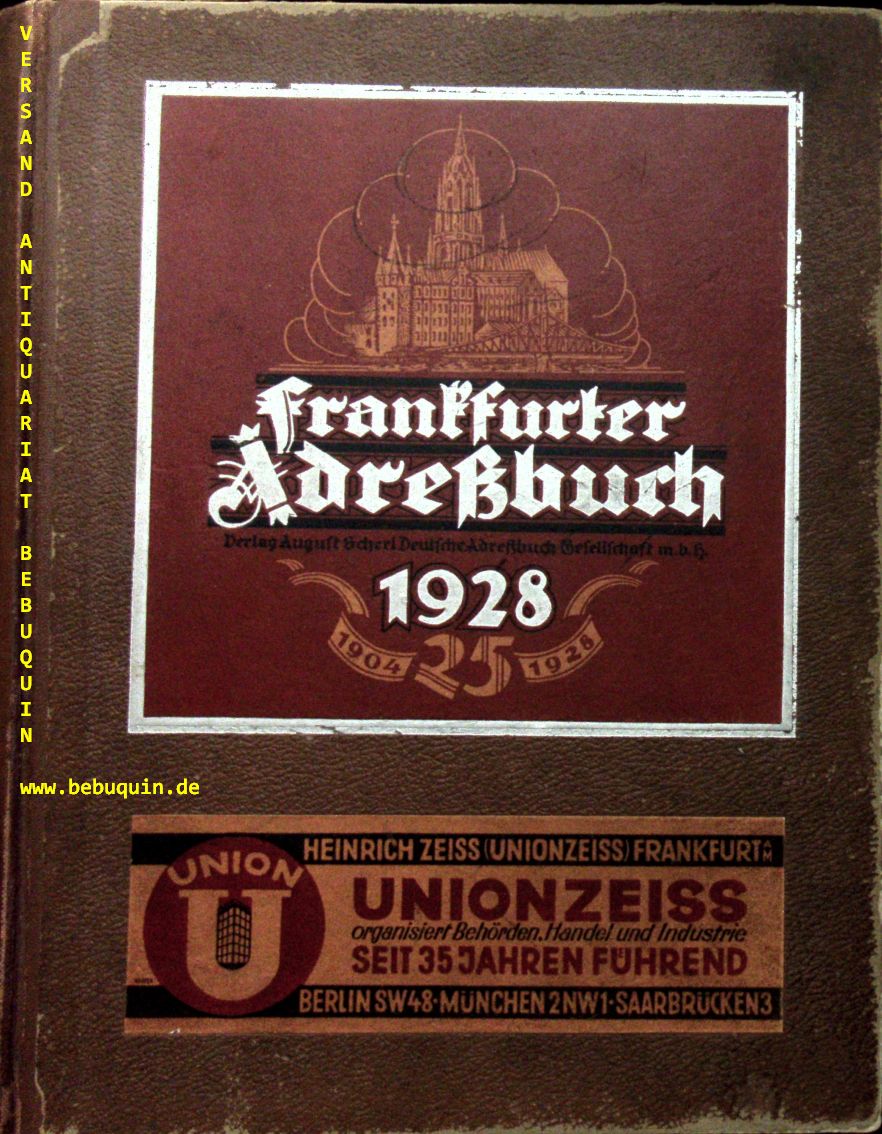 VERSAND ANTIQUARIAT BEBUQUIN
www.bebuquin.de
Frankfurter
Adreßbuch
Verlag August Scherl Deutsche Adreßbuch Gesellschaft m.b.H.
1928
1904 25 1928
UNION
U
HEINRICH ZEISS (UNIONZEISS) FRANKFURT A M
UNIONZEISS
organisiert Behörden, Handel und Industrie
SEIT 35 JAHREN FÜHREND
BERLIN SW48·MÜNCHEN 2 NW1·SAARBRÜCKEN 3